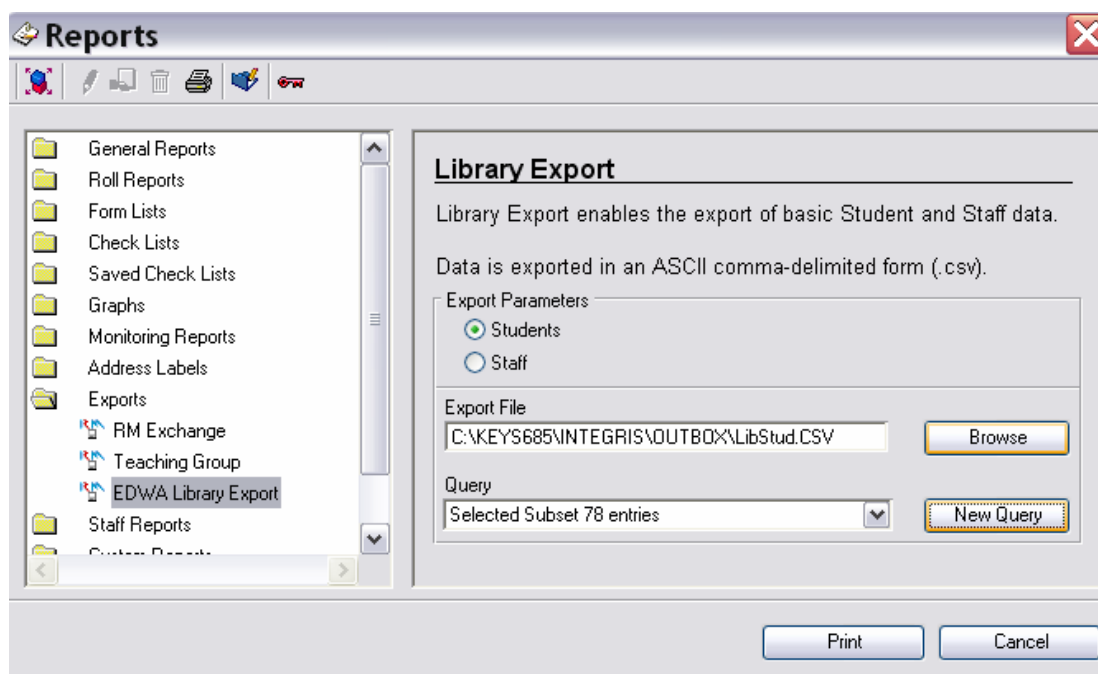 Reports
General Reports
Roll Reports
Form Lists
Check Lists
Saved Check Lists
Graphs
Monitoring Reports
Address Labels
Exports
RM Exchange
Teaching Group
EDWA Library Export
Staff Reports
Custom Reports
Library Export
Library Export enables the export of basic Student and Staff data.
Data is exported in an ASCII comma-delimited form (.csv).
Export Parameters
Students
Staff
Export File
C:\KEYS685\INTEGRIS\OUTBOX\LibStud.CSV
Browse
Query
Selected Subset 78 entries
New Query
Print
Cancel